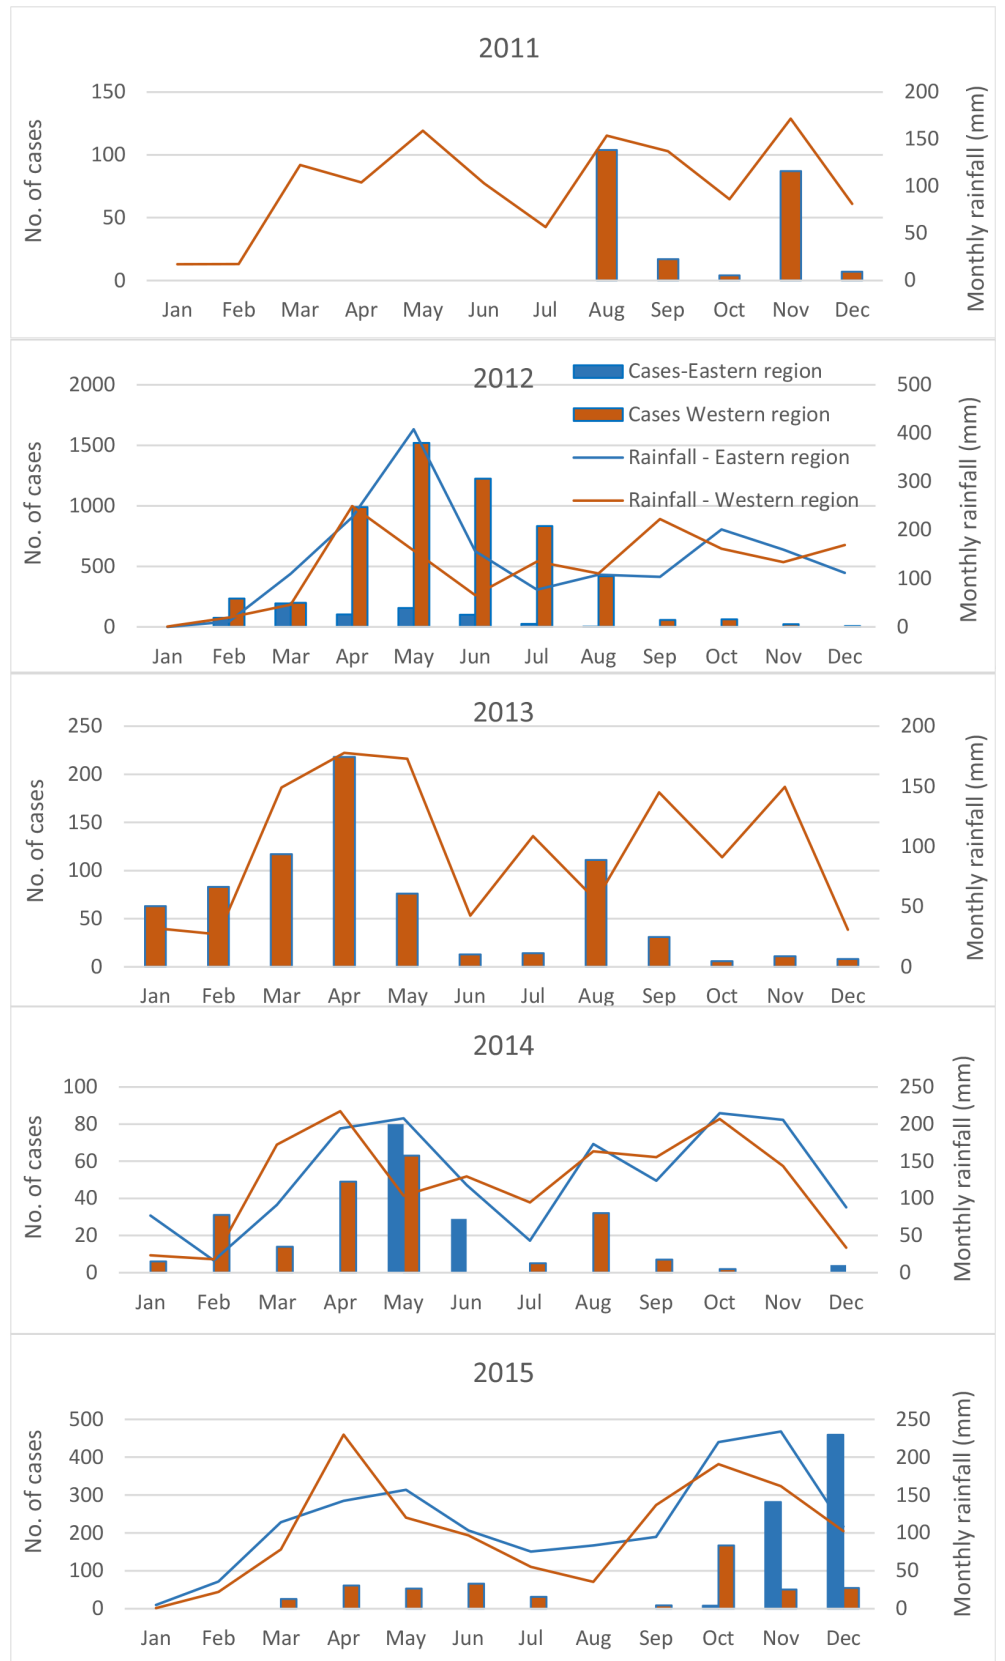 2011
No. of cases
Monthly rainfall (mm)
150 200
100 150
50 100
0 50
0
Jan Feb Mar Apr May Jun Jul Aug Sep Oct Nov Dec
2012
Cases-Eastern region
Cases Western region
Rainfall - Eastern region
Rainfall - Western region
No. of cases
Monthly rainfall (mm)
2000 500
1500 400
1000 300
500 200
0 100
0
Jan Feb Mar Apr May Jun Jul Aug Sep Oct Nov Dec
2013
No. of cases
Monthly rainfall (mm)
250 200
200 150
150 100
100 50
50 0
0
Jan Feb Mar Apr May Jun Jul Aug Sep Oct Nov Dec
2014
No. of cases
Monthly rainfall (mm)
100 250
80 200
60 150
40 100
20 50
0 0
Jan Feb Mar Apr May Jun Jul Aug Sep Oct Nov Dec
2015
No. of cases
Monthly rainfall (mm)
500 250
400 200
300 150
200 100
100 50
0 0
Jan Feb Mar Apr May Jun Jul Aug Sep Oct Nov Dec